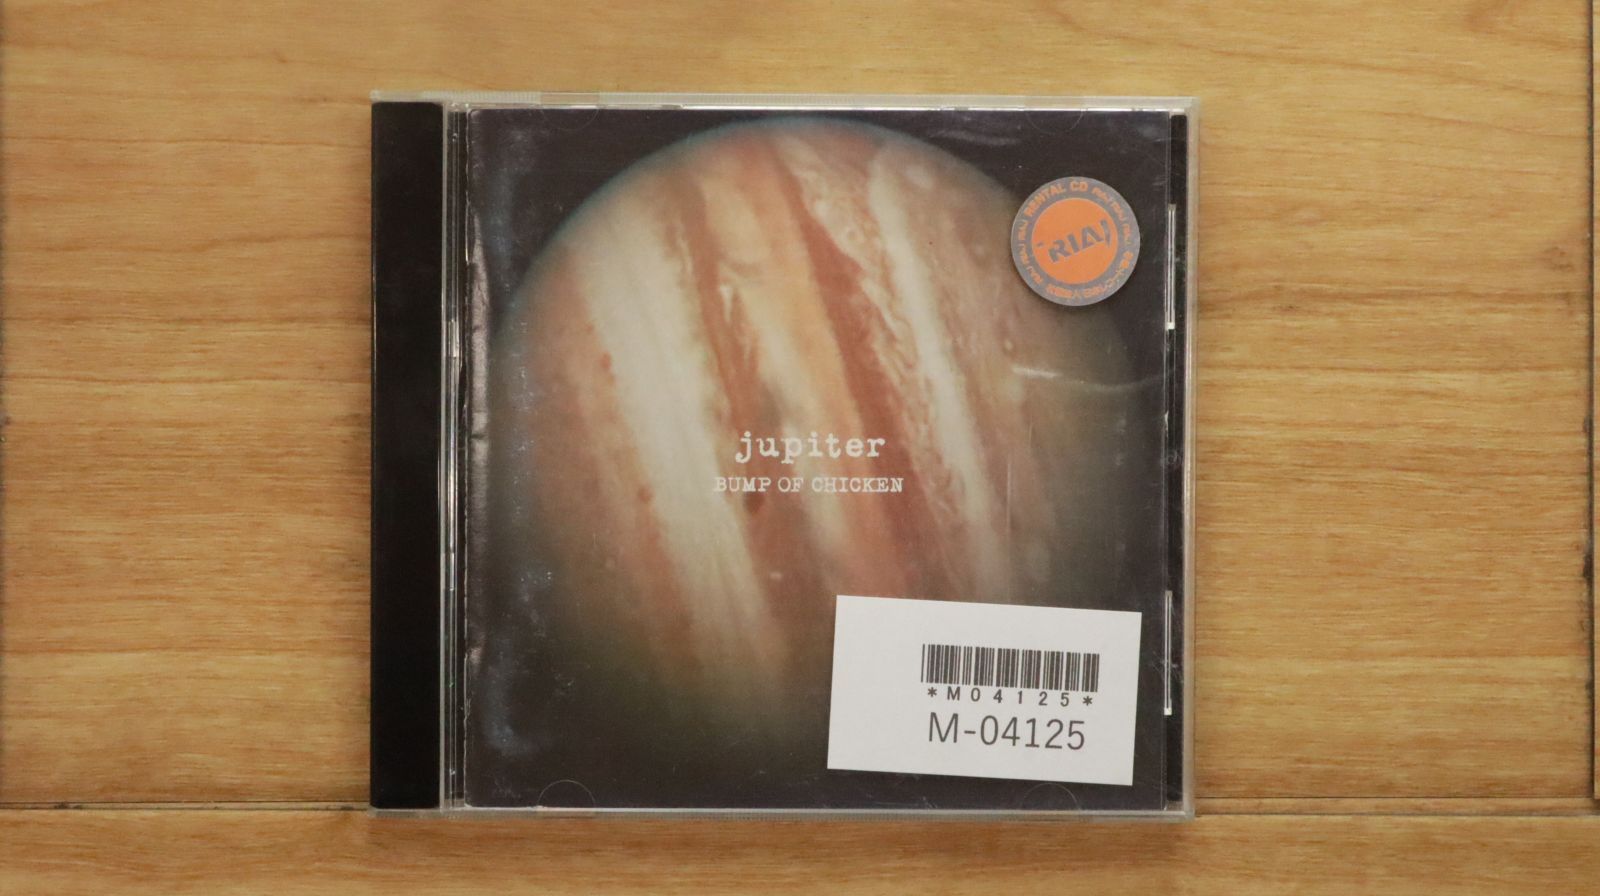 RENTAL CD
RIAJ
jupiter
BUMP OF CHICKEN
*M04125*
M-04125